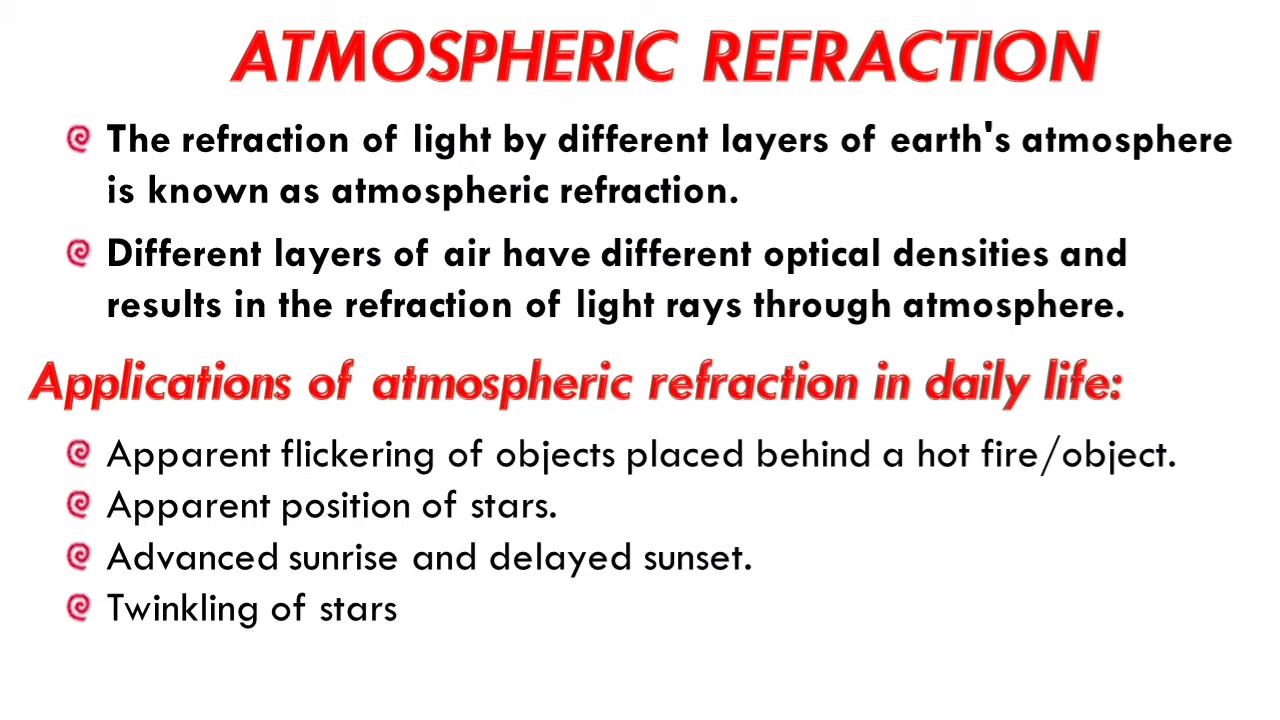 ATMOSPHERIC REFRACTION
The refraction of light by different layers of earth's atmosphere
is known as atmospheric refraction.
Different layers of air have different optical densities and
results in the refraction of light rays through atmosphere.
Applications of atmospheric refraction in daily life:
Apparent flickering of objects placed behind a hot fire/object.
Apparent position of stars.
Advanced sunrise and delayed sunset.
Twinkling of stars